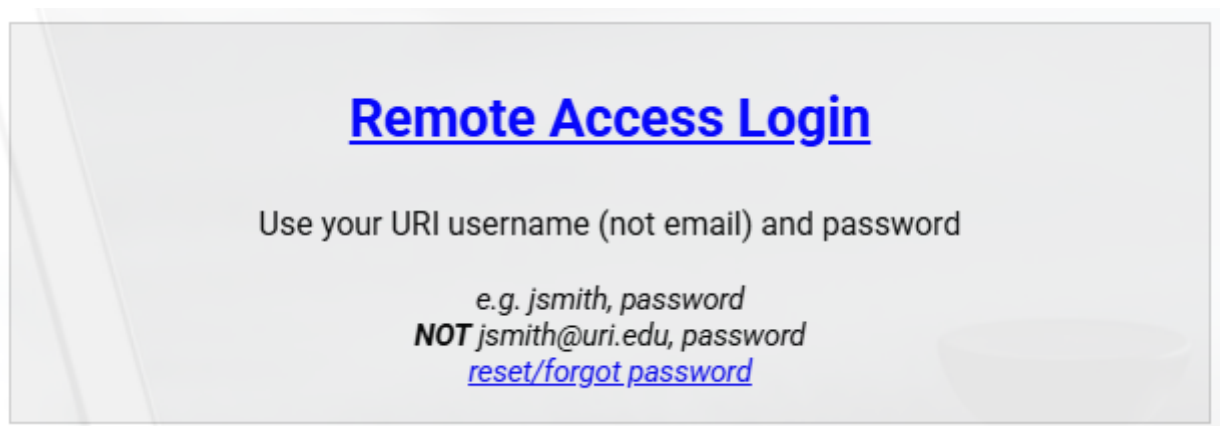 Remote Access Login
Use your URI username (not email) and password
e.g. jsmith, password
NOT jsmith@uri.edu, password
reset/forgot password